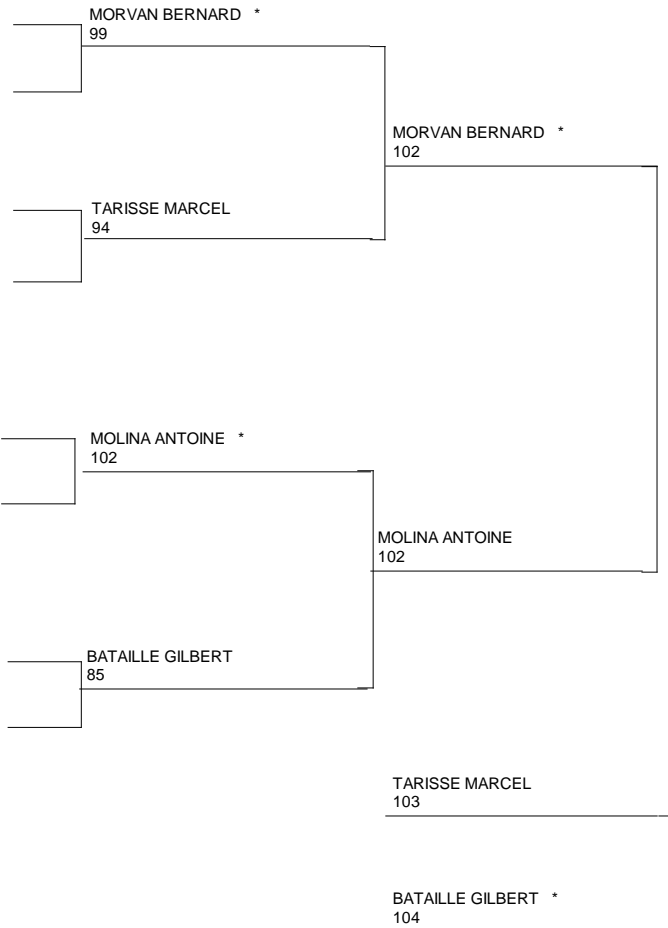 MORVAN BERNARD *
99
MORVAN BERNARD *
102
TARISSE MARCEL
94
MOLINA ANTOINE *
102
MOLINA ANTOINE
102
BATAILLE GILBERT
85
TARISSE MARCEL
103
BATAILLE GILBERT *
104